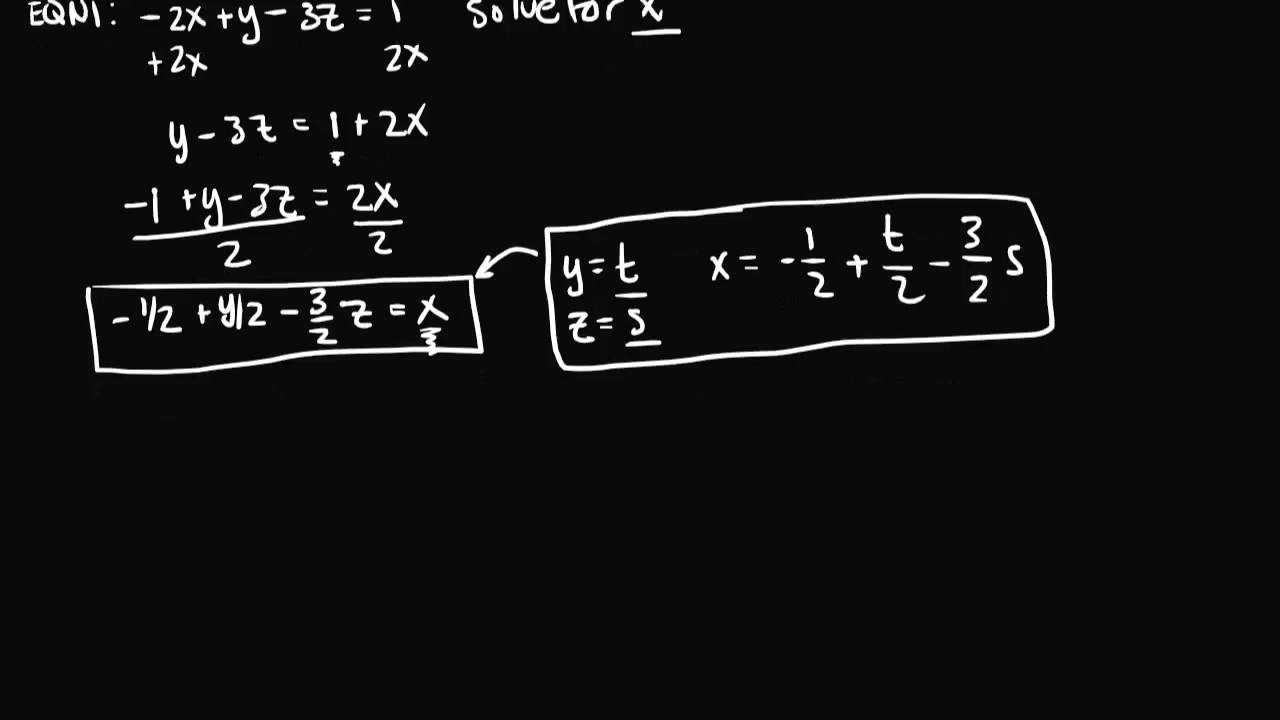 EQN1: -2x + y - 3z = 1 solve for x
+2x 2x
y - 3z = 1 + 2x
-1 + y - 3z = 2x
2 2
-1/2 + y/2 - 3/2 z = x
y = t x = -1/2 + t/2 - 3/2 s
z = s